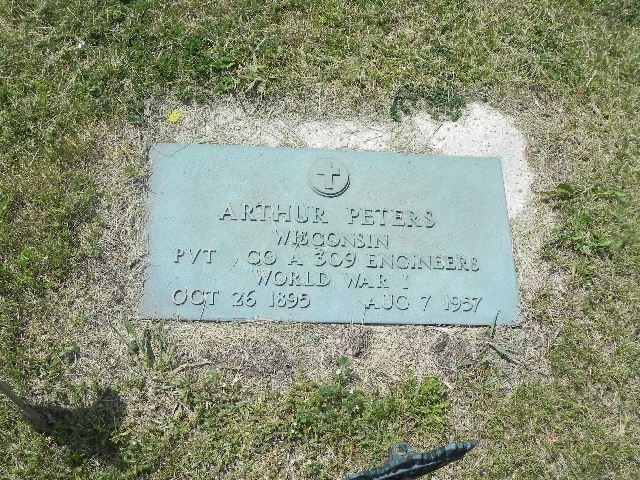 ARTHUR PETERS
WISCONSIN
PVT CO A 309 ENGINEERS
WORLD WAR I
OCT 26 1895 AUG 7 1957